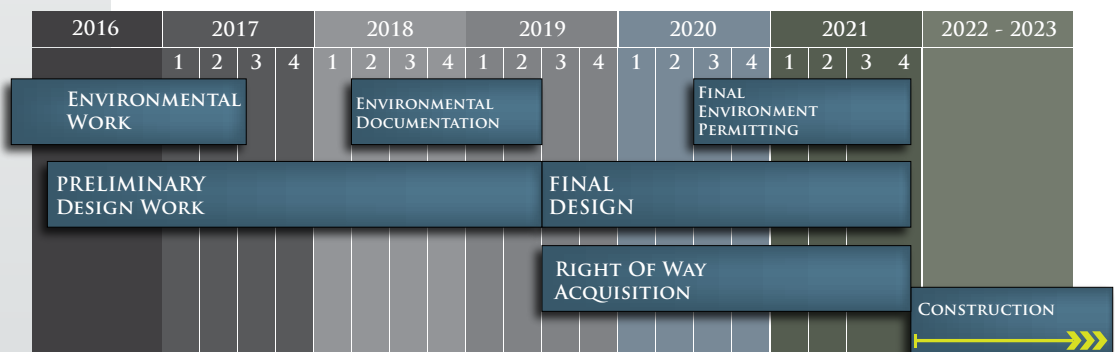 2016 2017 2018 2019 2020 2021 2022 - 2023
1 2 3 4 1 2 3 4 1 2 3 4 1 2 3 4 1 2 3 4
Environmental
Work
Environmental
Documentation
Final
Environment
Permitting
PRELIMINARY
Design Work
FINAL
DESIGN
Right Of Way
Acquisition
Construction